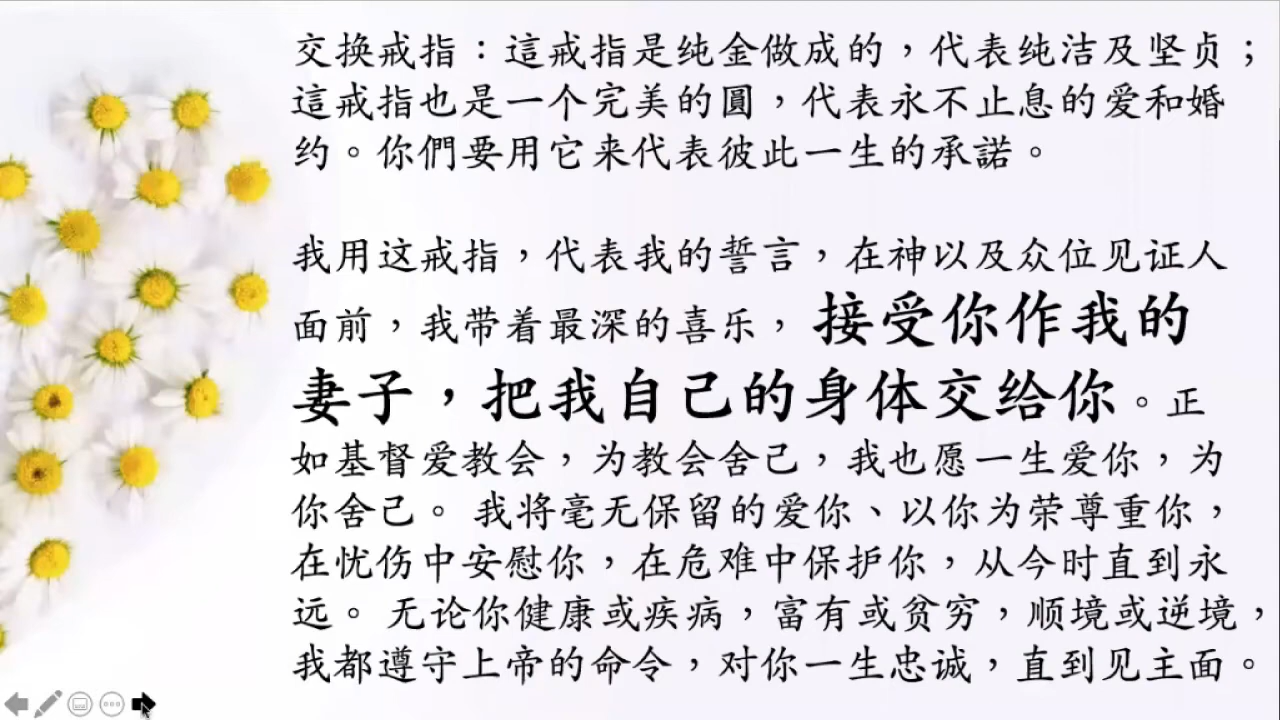 交换戒指：這戒指是纯金做成的，代表纯洁及坚贞；
這戒指也是一个完美的圓，代表永不止息的爱和婚
约。你們要用它来代表彼此一生的承諾。
我用这戒指，代表我的誓言，在神以及众位见证人
面前，我带着最深的喜乐，接受你作我的
妻子，把我自己的身体交给你。正
如基督爱教会，为教会舍己，我也愿一生爱你，为
你舍己。 我将毫无保留的爱你、以你为荣尊重你，
在忧伤中安慰你，在危难中保护你，从今时直到永
远。 无论你健康或疾病，富有或贫穷，顺境或逆境，
我都遵守上帝的命令，对你一生忠诚，直到见主面。